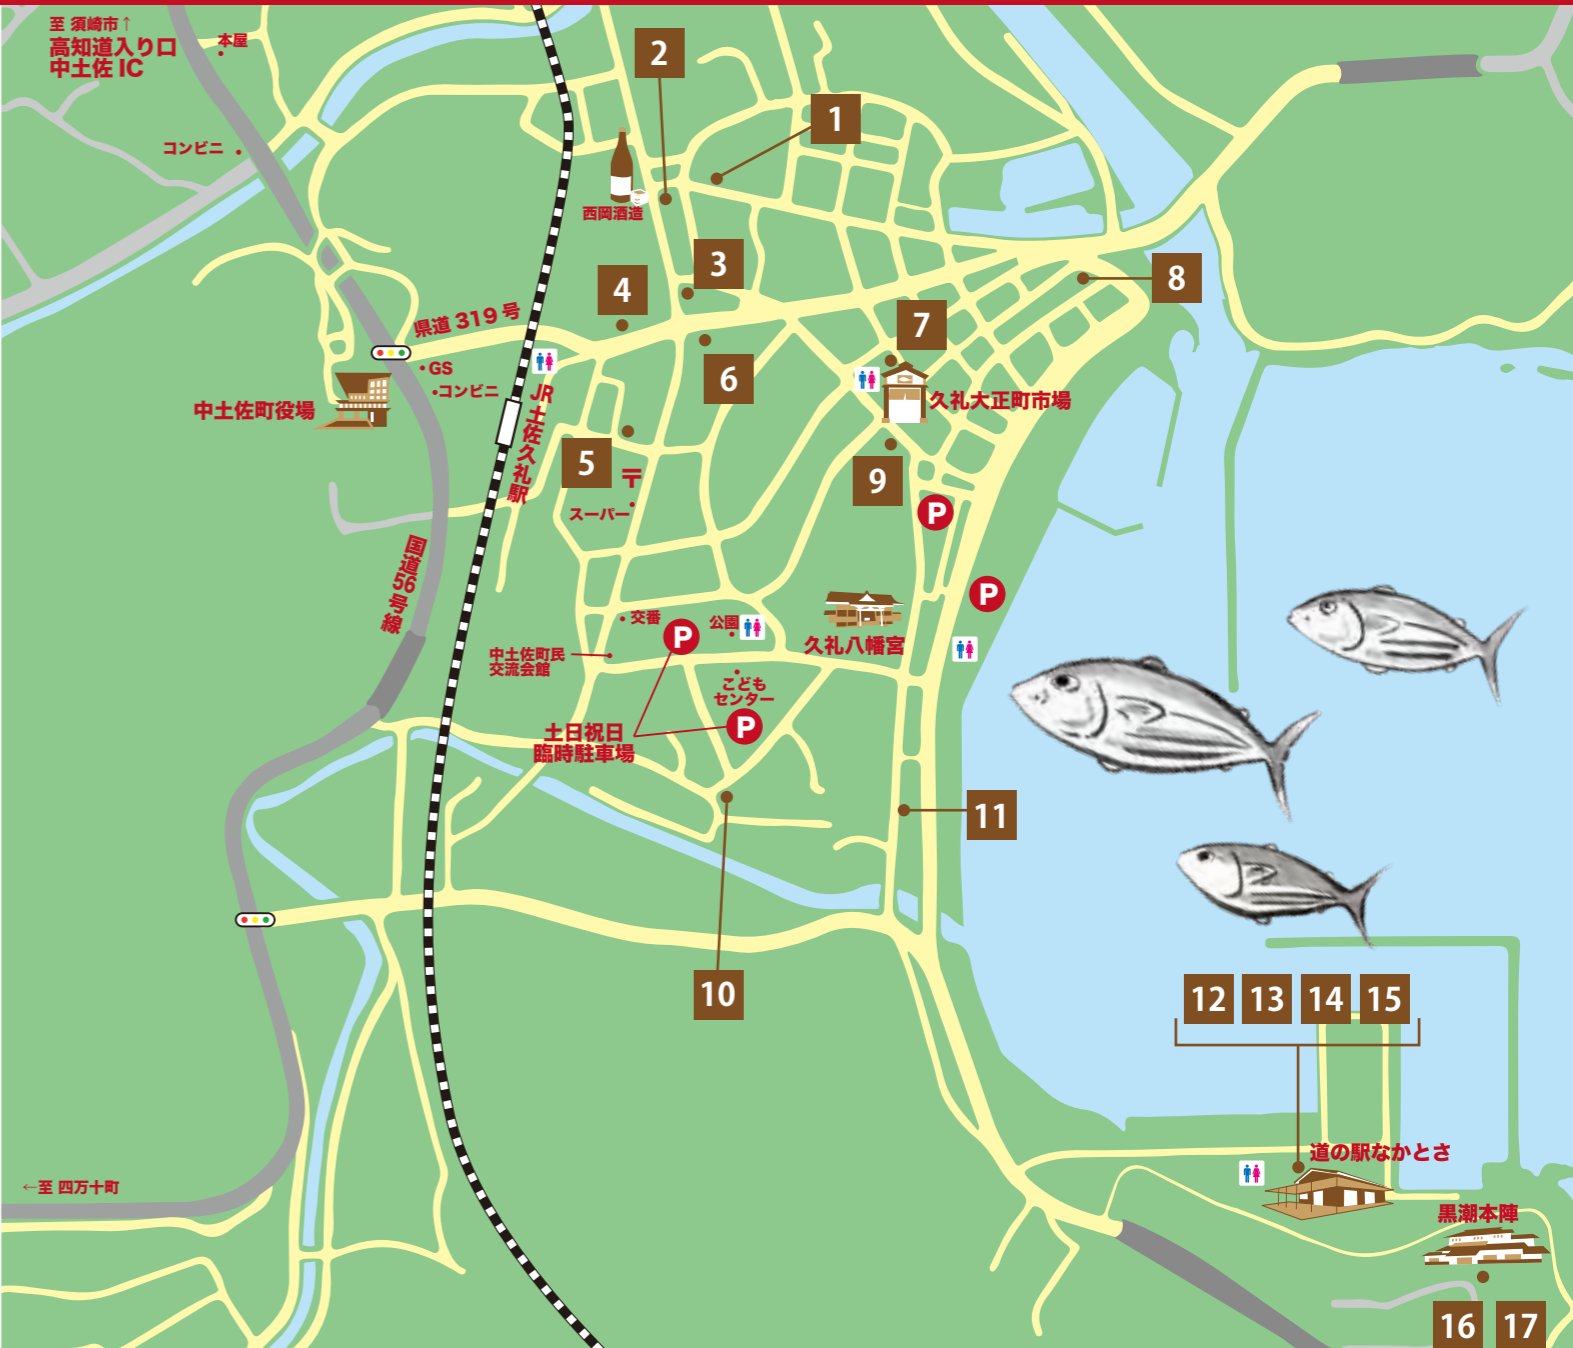 至 須崎市↑
高知道入り口
中土佐 IC
本屋
2
1
コンビニ
西岡酒造
3
4
8
県道 319 号
7
GS
コンビニ
6
中土佐町役場
JR土佐久礼駅
久礼大正町市場
5
〒
9
スーパー
P
国道56号線
P
交番
公園
P
久礼八幡宮
中土佐町民
交流会館
こども
センター
P
土日祝日
臨時駐車場
11
10
12 13 14 15
道の駅なかとさ
←至 四万十町
黒潮本陣
16 17